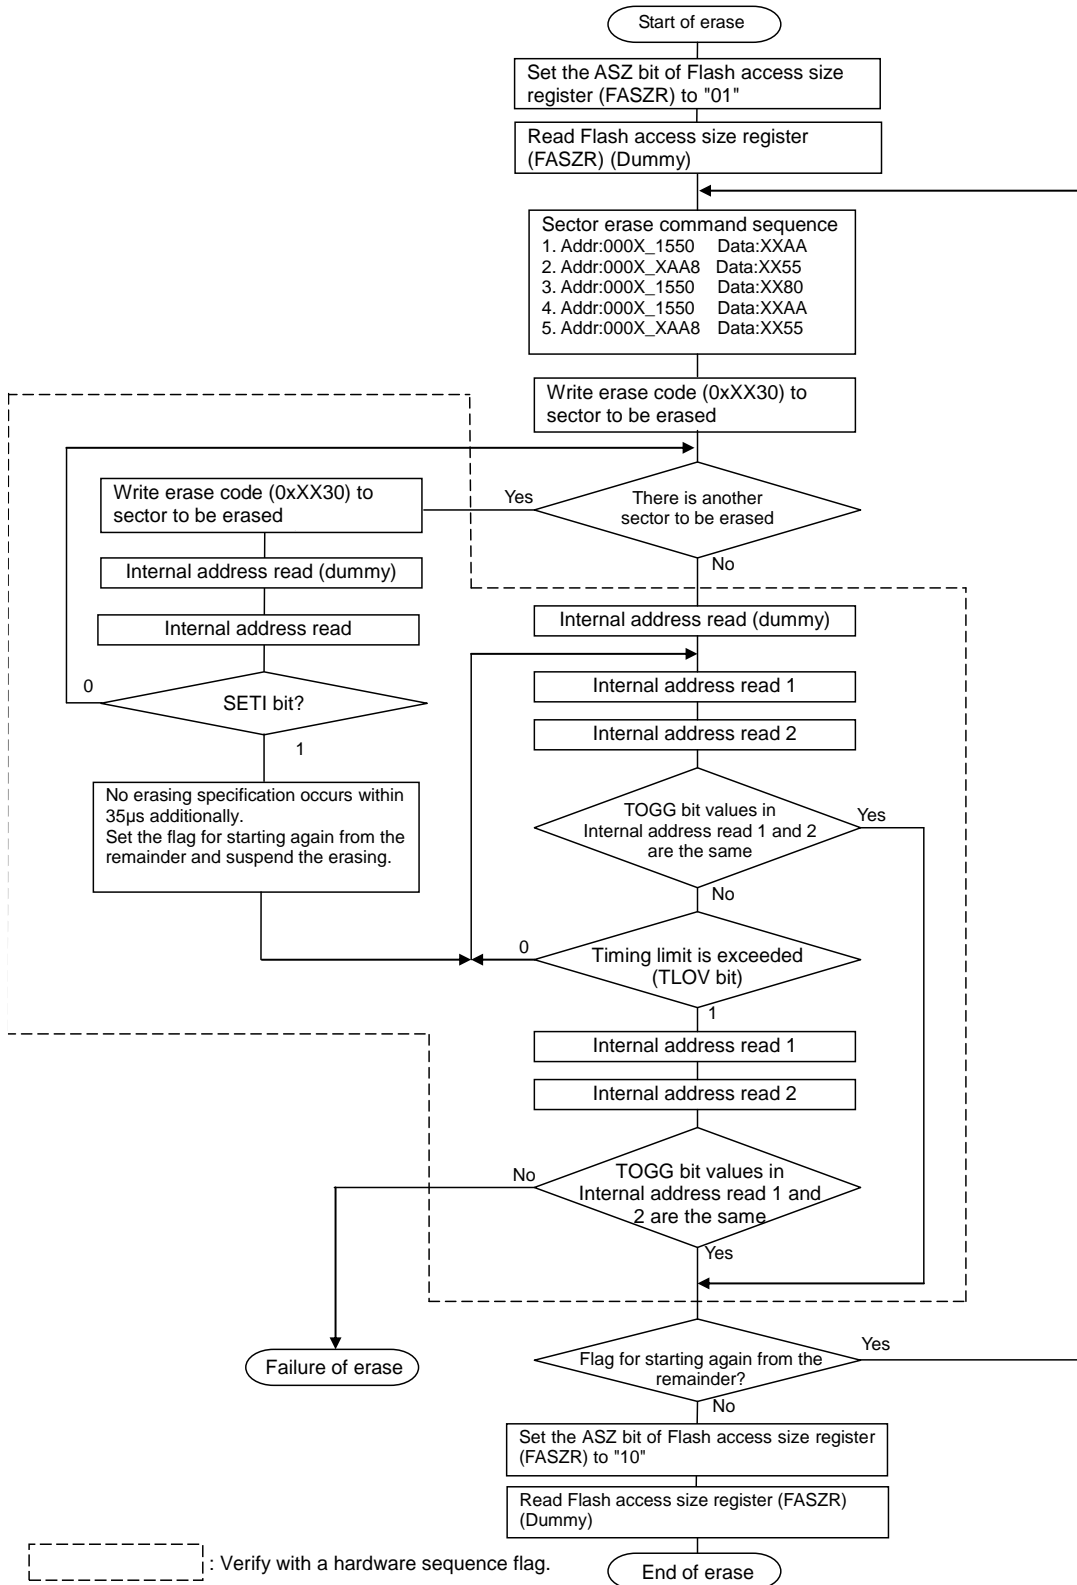 Start of erase
Set the ASZ bit of Flash access size
register (FASZR) to "01"
Read Flash access size register
(FASZR) (Dummy)
Sector erase command sequence
1. Addr:000X_1550 Data:XXAA
2. Addr:000X_XAA8 Data:XX55
3. Addr:000X_1550 Data:XX80
4. Addr:000X_1550 Data:XXAA
5. Addr:000X_XAA8 Data:XX55
Write erase code (0xXX30) to
sector to be erased
There is another
sector to be erased
Yes
No
Write erase code (0xXX30) to
sector to be erased
Internal address read (dummy)
Internal address read
SETI bit?
0
1
No erasing specification occurs within
35µs additionally.
Set the flag for starting again from the
remainder and suspend the erasing.
Internal address read (dummy)
Internal address read 1
Internal address read 2
TOGG bit values in
Internal address read 1 and 2
are the same
Yes
No
Timing limit is exceeded
(TLOV bit)
0
1
Internal address read 1
Internal address read 2
TOGG bit values in
Internal address read 1 and
2 are the same
No
Yes
Failure of erase
Flag for starting again from the
remainder?
Yes
No
Set the ASZ bit of Flash access size register
(FASZR) to "10"
Read Flash access size register (FASZR)
(Dummy)
End of erase
: Verify with a hardware sequence flag.